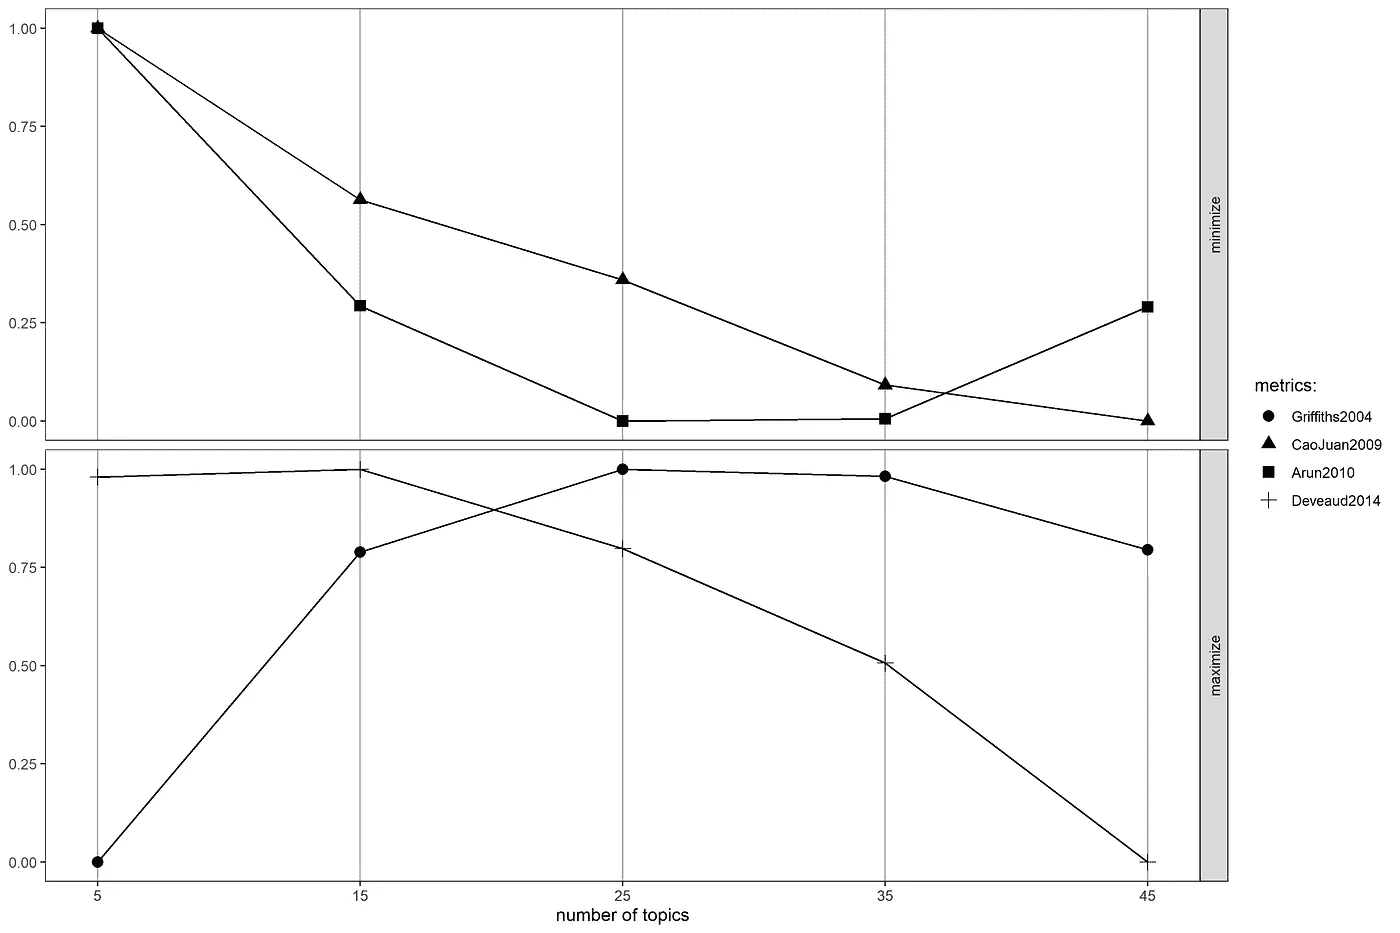 1.00
0.75
0.50
0.25
0.00
minimize
1.00
0.75
0.50
0.25
0.00
maximize
5 15 25 35 45
number of topics
metrics:
Griffiths2004
CaoJuan2009
Arun2010
Deveaud2014